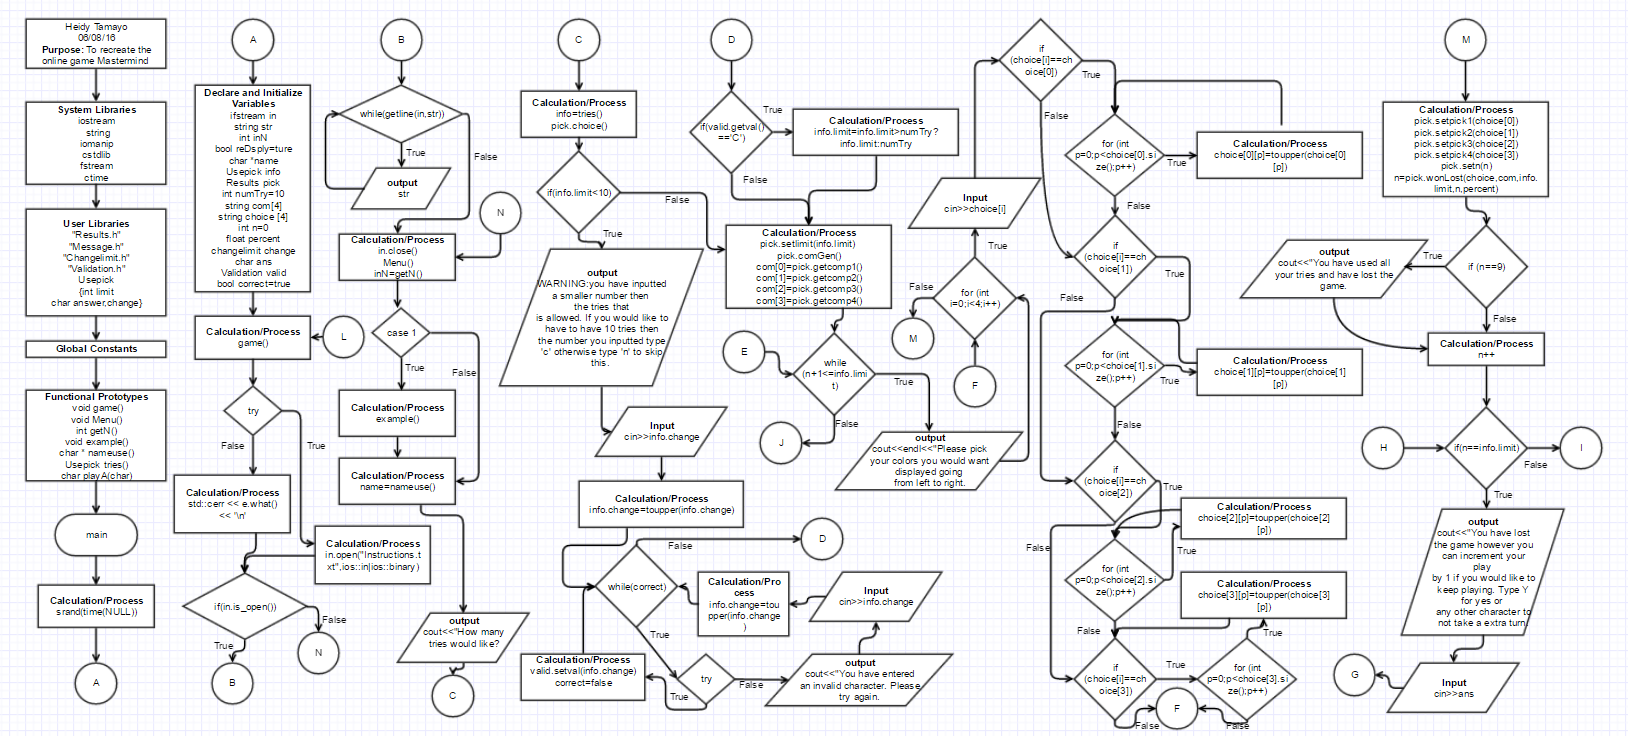 Heidy Tamayo
06/08/16
Purpose: To recreate the
online game Mastermind
System Libraries
iostream
string
iomanip
cstdlib
fstream
ctime
User Libraries
"Results.h"
"Message.h"
"Changelimit.h"
"Validation.h"
Usepick
{int limit
char answer,change}
Global Constants
Functional Prototypes
void game()
void Menu()
int getN()
void example()
char * nameuse()
Usepick tries()
char playA(char)
main
Calculation/Process
srand(time(NULL))
A
A
Declare and Initialize
Variables
ifstream in
string str
int inN
bool reDsply=ture
char *name
Usepick info
Results pick
int numTry=10
string com[4]
string choice [4]
int n=0
float percent
changelimit change
char ans
Validation valid
bool correct=true
Calculation/Process
game()
L
try
False
True
Calculation/Process
std::cerr << e.what()
<< '\n'
Calculation/Process
in.open("Instructions.t
xt",ios::in|ios::binary)
if(in.is_open())
False
True
N
B
B
while(getline(in,str))
True
False
output
str
N
Calculation/Process
in.close()
Menu()
inN=getN()
case 1
True
False
Calculation/Process
example()
Calculation/Process
name=nameuse()
output
cout<<"How many
tries would like?
C
C
Calculation/Process
info=tries()
pick.choice()
if(info.limit<10)
False
True
output
WARNING:you have inputted
a smaller number then
the tries that
is allowed. If you would like to
have to have 10 tries then
the number you inputted type
'c' otherwise type 'n' to skip
this.
Input
cin>>info.change
Calculation/Process
info.change=toupper(info.change)
False
D
while(correct)
True
Calculation/Pro
cess
info.change=tou
pper(info.change
)
Input
cin>>info.change
Calculation/Process
valid.setval(info.change)
correct=false
try
True
False
output
cout<<"You have entered
an invalid character. Please
try again.
D
if(valid.getval()
=='C')
True
False
Calculation/Process
info.limit=info.limit>numTry?
info.limit:numTry
Calculation/Process
pick.setlimit(info.limit)
pick.comGen()
com[0]=pick.getcomp1()
com[1]=pick.getcomp2()
com[2]=pick.getcomp3()
com[3]=pick.getcomp4()
E
while
(n+1<=info.limi
t)
True
False
J
output
cout<<endl<<"Please pick
your colors you would want
displayed going
from left to right.
Input
cin>>choice[i]
True
for (int
i=0;i<4;i++)
False
M
F
if
(choice[i]==ch
oice[0])
True
False
for (int
p=0;p<choice[0].si
ze();p++)
True
False
Calculation/Process
choice[0][p]=toupper(choice[0]
[p])
if
(choice[i]==ch
oice[1])
True
False
for (int
p=0;p<choice[1].si
ze();p++)
True
False
Calculation/Process
choice[1][p]=toupper(choice[1]
[p])
if
(choice[i]==ch
oice[2])
True
False
Calculation/Process
choice[2][p]=toupper(choice[2]
[p])
for (int
p=0;p<choice[2].si
ze();p++)
True
False
Calculation/Process
choice[3][p]=toupper(choice[3]
[p])
if
(choice[i]==ch
oice[3])
True
False
for (int
p=0;p<choice[3].si
ze();p++)
True
False
F
M
Calculation/Process
pick.setpick1(choice[0])
pick.setpick2(choice[1])
pick.setpick3(choice[2])
pick.setpick4(choice[3])
pick.setn(n)
n=pick.wonLost(choice,com,info.
limit,n,percent)
if (n==9)
True
False
output
cout<<"You have used all
your tries and have lost the
game.
Calculation/Process
n++
H
if(n==info.limit)
False
I
True
output
cout<<"You have lost
the game however you
can increment your
play
by 1 if you would like to
keep playing. Type Y
for yes or
any other character to
not take a extra turn
Input
cin>>ans
G